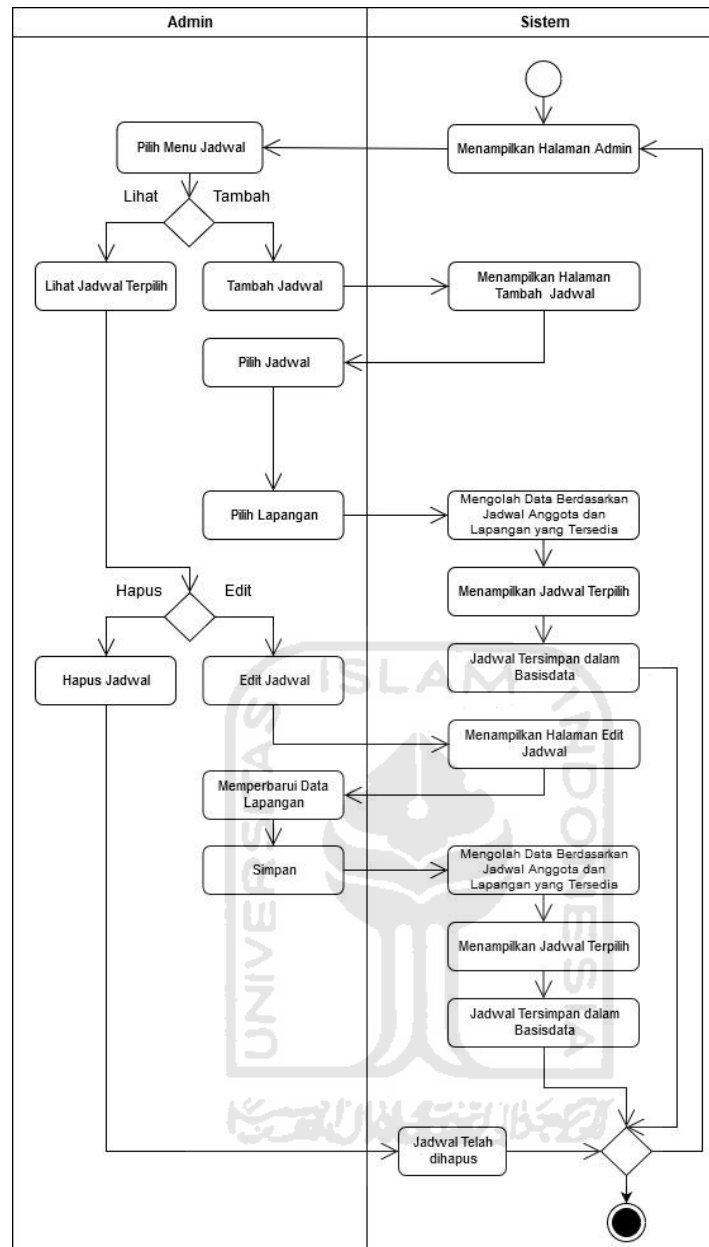 Admin
Sistem
Menampilkan Halaman Admin
Pilih Menu Jadwal
Lihat
Tambah
Lihat Jadwal Terpilih
Tambah Jadwal
Menampilkan Halaman
Tambah Jadwal
Pilih Jadwal
Pilih Lapangan
Mengolah Data Berdasarkan
Jadwal Anggota dan
Lapangan yang Tersedia
Menampilkan Jadwal Terpilih
Jadwal Tersimpan dalam
Basisdata
Hapus
Edit
Hapus Jadwal
Edit Jadwal
Menampilkan Halaman Edit
Jadwal
Memperbarui Data
Lapangan
Simpan
Mengolah Data Berdasarkan
Jadwal Anggota dan
Lapangan yang Tersedia
Menampilkan Jadwal Terpilih
Jadwal Tersimpan dalam
Basisdata
Jadwal Telah
dihapus
UNIVERSITAS
ISLAM
INDONESIA